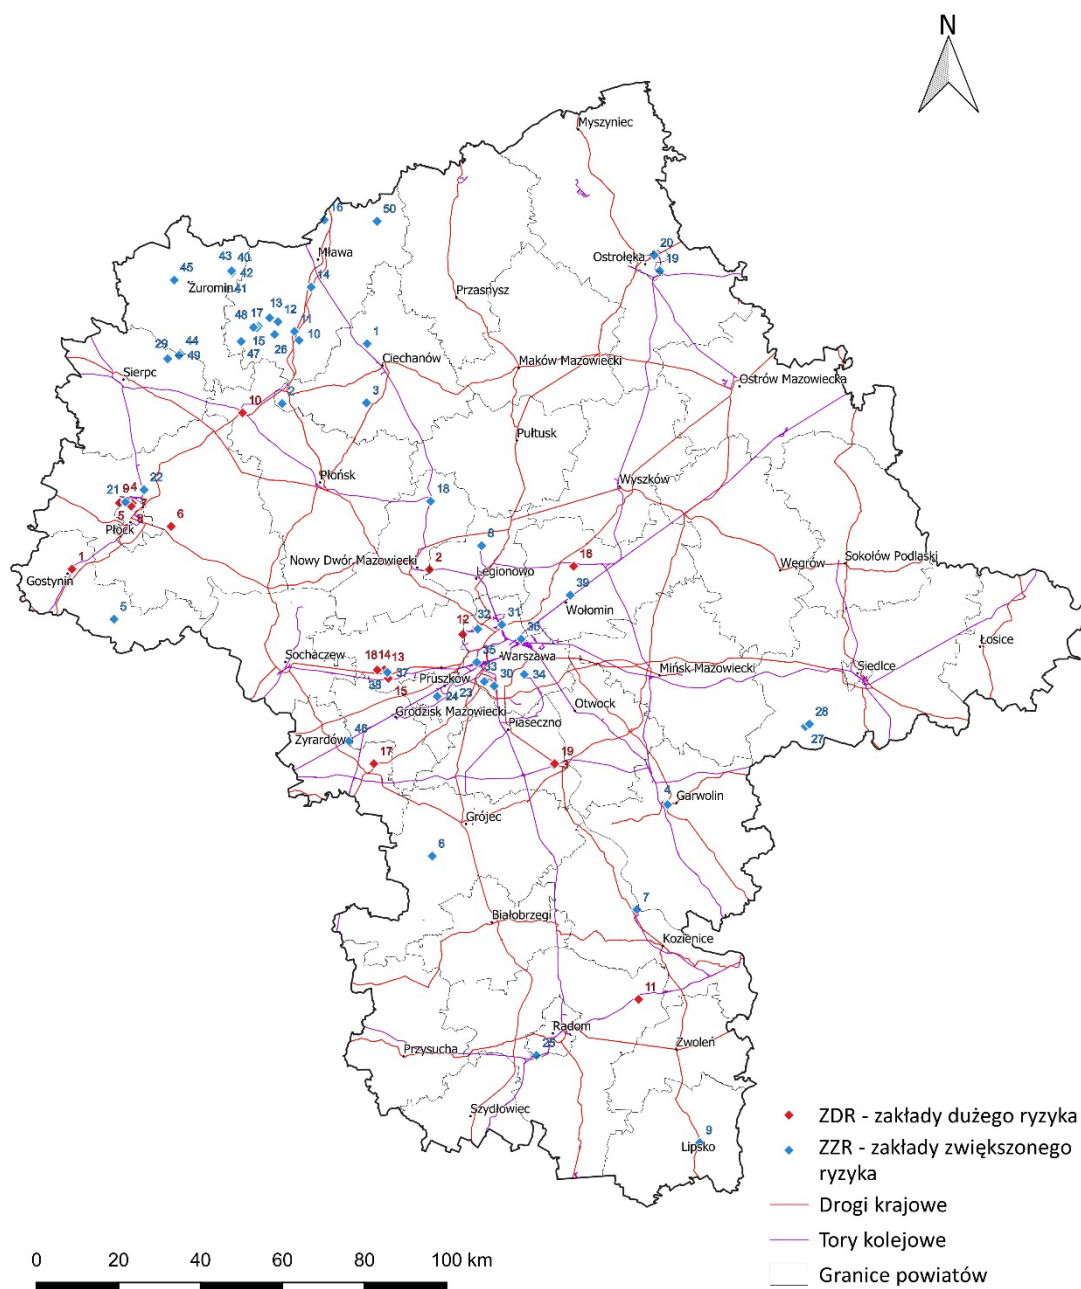 N
Myszyniec
16
50
20
Ostrołęka
19
43
40
45
42
Żuromin
41
Mława
14
Przasnysz
48
17
13
12
11
15
10
1
29
44
49
47
26
Ciechanów
Maków Mazowiecki
Sierpc
Ostrów Mazowiecka
10
2
3
Pułtusk
Płońsk
Wyszków
22
21
9
4
7
5
8
Płock
6
18
8
1
Gostynin
Nowy Dwór Mazowiecki
2
Legionowo
16
39
Wołomin
Węgrów
Sokołów Podlaski
5
12
32
31
36
Łosice
Sochaczew
18
14
13
37
38
15
35
33
Warszawa
Pruszków
30
34
Mińsk Mazowiecki
Siedlce
23
24
Grodzisk Mazowiecki
Otwock
Piaseczno
28
27
46
Żyrardów
17
19
3
4
Garwolin
Grójec
6
7
Białobrzegi
Kozienice
11
Radom
Przysucha
25
Zwoleń
Szydłowiec
9
Lipsko
ZDR - zakłady dużego ryzyka
ZZR - zakłady zwiększonego
ryzyka
Drogi krajowe
Tory kolejowe
Granice powiatów
0 20 40 60 80 100 km